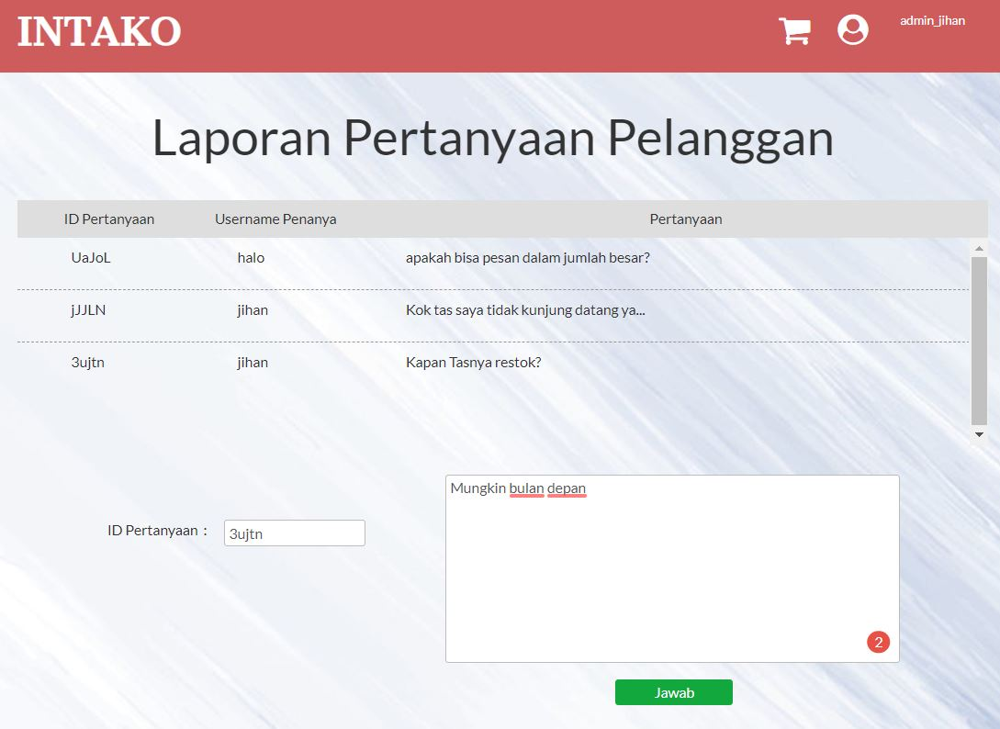 INTAKO
admin_jihan
Laporan Pertanyaan Pelanggan
ID Pertanyaan Username Penanya Pertanyaan
UaJoL halo apakah bisa pesan dalam jumlah besar?
jJJLN jihan Kok tas saya tidak kunjung datang ya...
3ujtn jihan Kapan Tasnya restok?
Mungkin bulan depan
ID Pertanyaan : 3ujtn
2
Jawab